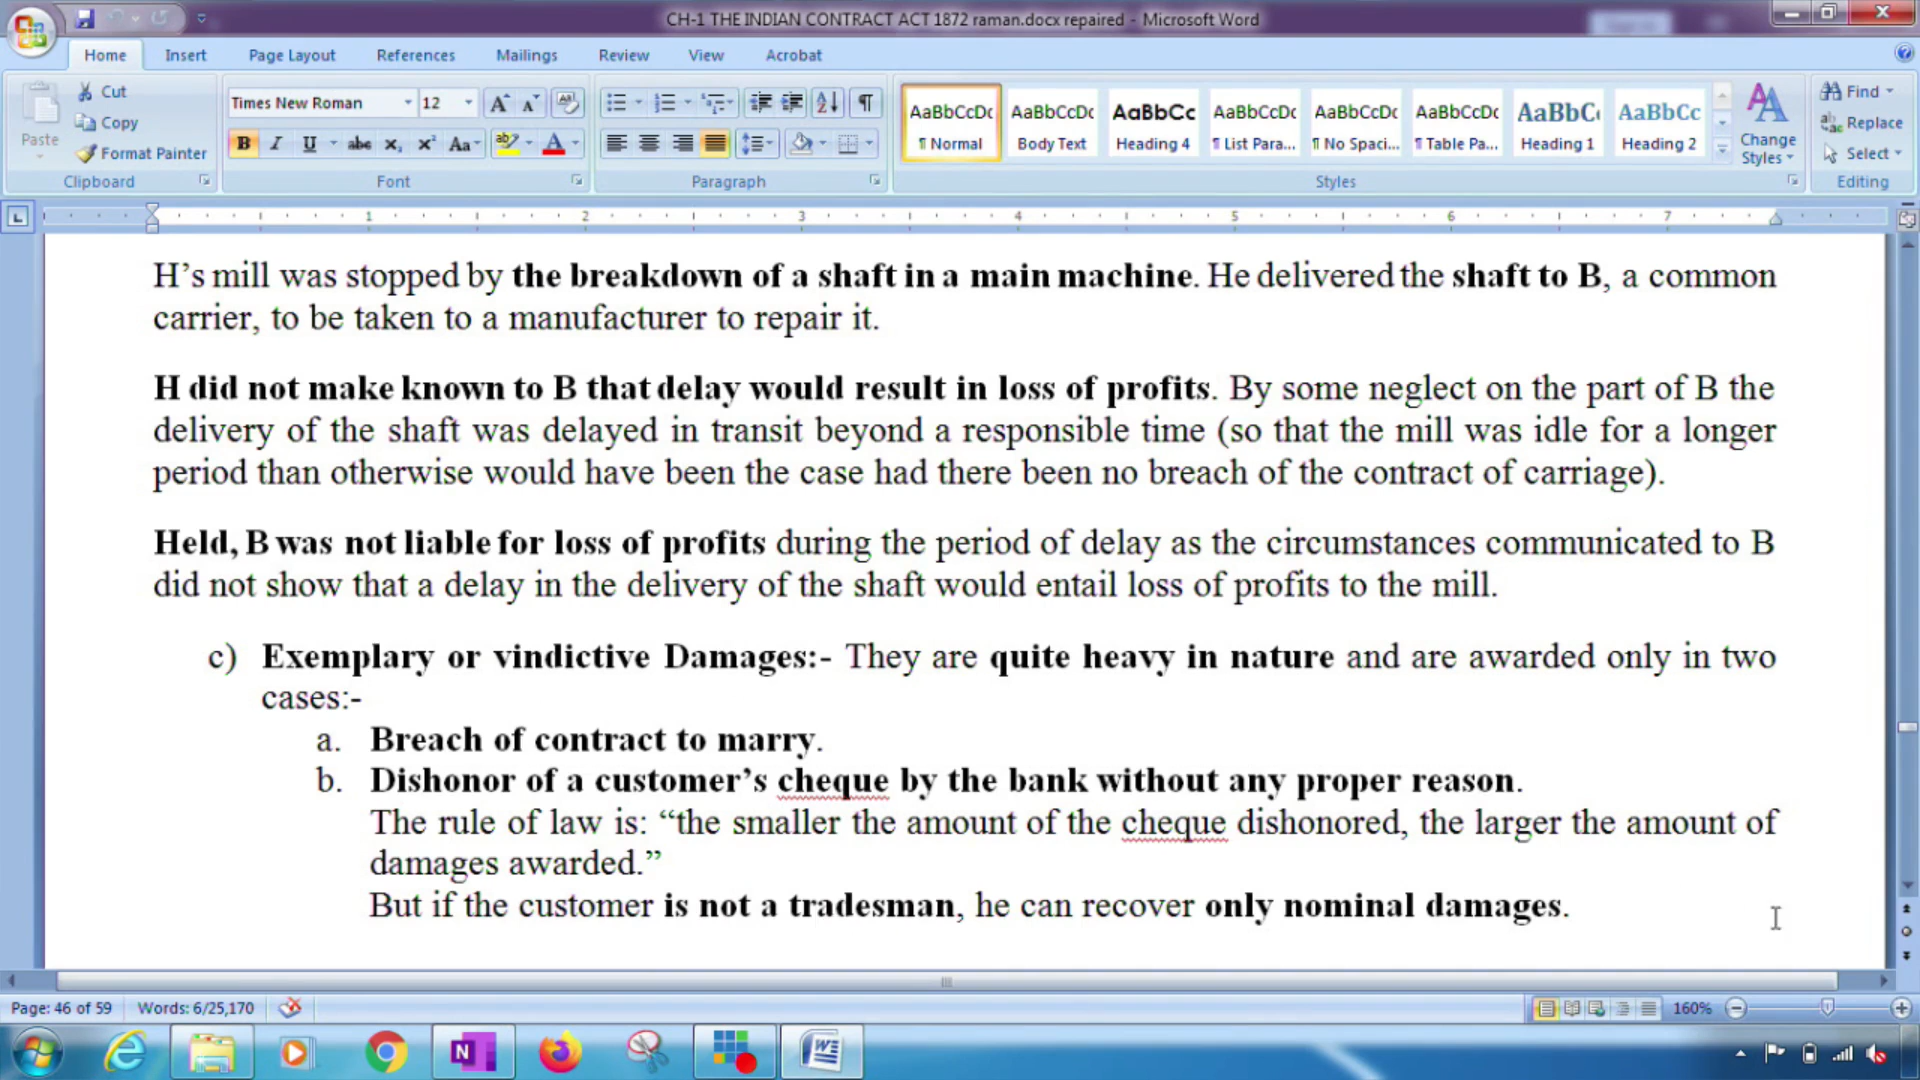 CH-1 THE INDIAN CONTRACT ACT 1872 raman.docx repaired - Microsoft Word
Home Insert Page Layout References Mailings Review View Acrobat
Paste
Cut
Copy
Format Painter
Clipboard
Times New Roman 12
B I U abc x₂ x² Aa
Font
Paragraph
AaBbCcDc AaBbCcDc AaBbCc AaBbCcDc AaBbCcDc AaBbCcDc AaBbC AaBbCc
¶ Normal Body Text Heading 4 ¶ List Para... ¶ No Spaci... ¶ Table Pa... Heading 1 Heading 2
Styles
Change Styles
Find
Replace
Select
Editing
1 2 3 4 5 6 7
H’s mill was stopped by the breakdown of a shaft in a main machine. He delivered the shaft to B, a common
carrier, to be taken to a manufacturer to repair it.
H did not make known to B that delay would result in loss of profits. By some neglect on the part of B the
delivery of the shaft was delayed in transit beyond a responsible time (so that the mill was idle for a longer
period than otherwise would have been the case had there been no breach of the contract of carriage).
Held, B was not liable for loss of profits during the period of delay as the circumstances communicated to B
did not show that a delay in the delivery of the shaft would entail loss of profits to the mill.
c) Exemplary or vindictive Damages:- They are quite heavy in nature and are awarded only in two
cases:-
a. Breach of contract to marry.
b. Dishonor of a customer’s cheque by the bank without any proper reason.
The rule of law is: “the smaller the amount of the cheque dishonored, the larger the amount of
damages awarded.”
But if the customer is not a tradesman, he can recover only nominal damages.
Page: 46 of 59 Words: 6/25,170 160%